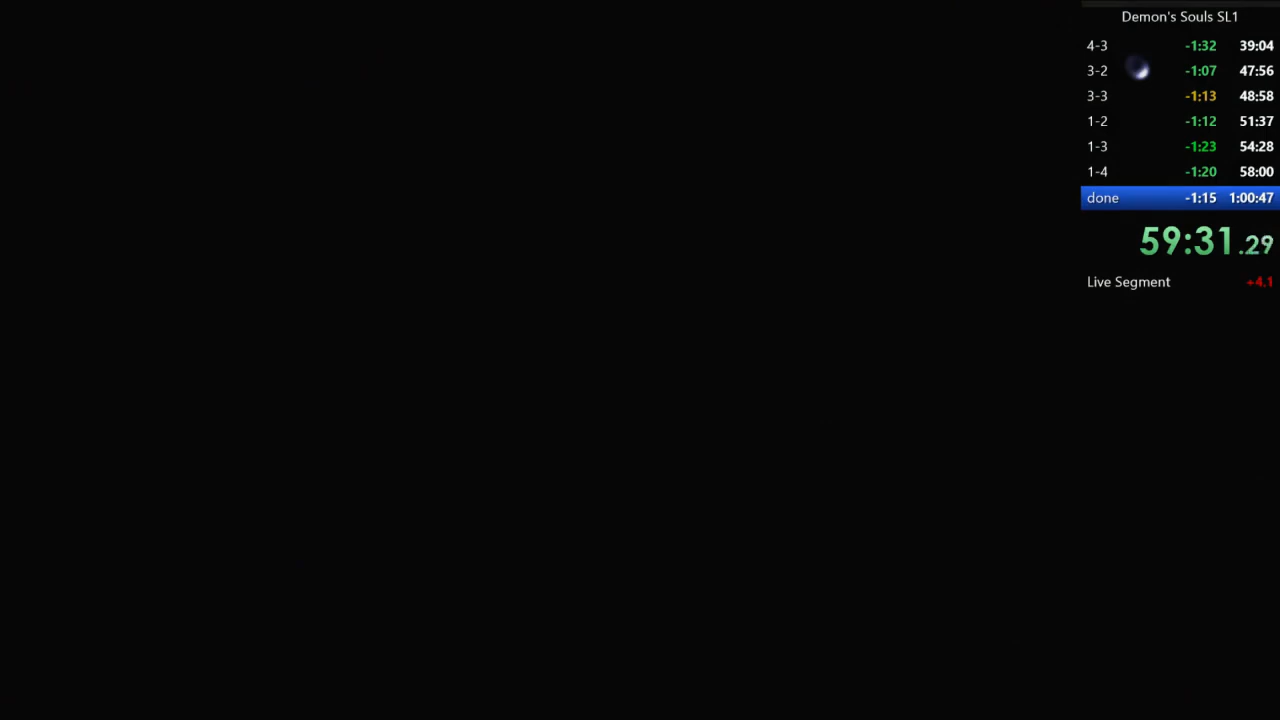 Demon's Souls SL1
4-3 -1:32 39:04
3-2 -1:07 47:56
3-3 -1:13 48:58
1-2 -1:12 51:37
1-3 -1:23 54:28
1-4 -1:20 58:00
done -1:15 1:00:47
59:31.29
Live Segment +4.1